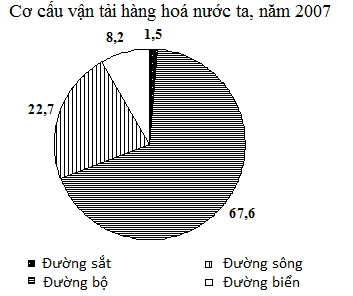 Cơ cấu vận tải hàng hoá nước ta, năm 2007
8,2 1,5
22,7
67,6
Đường sắt Đường sông
Đường bộ Đường biển